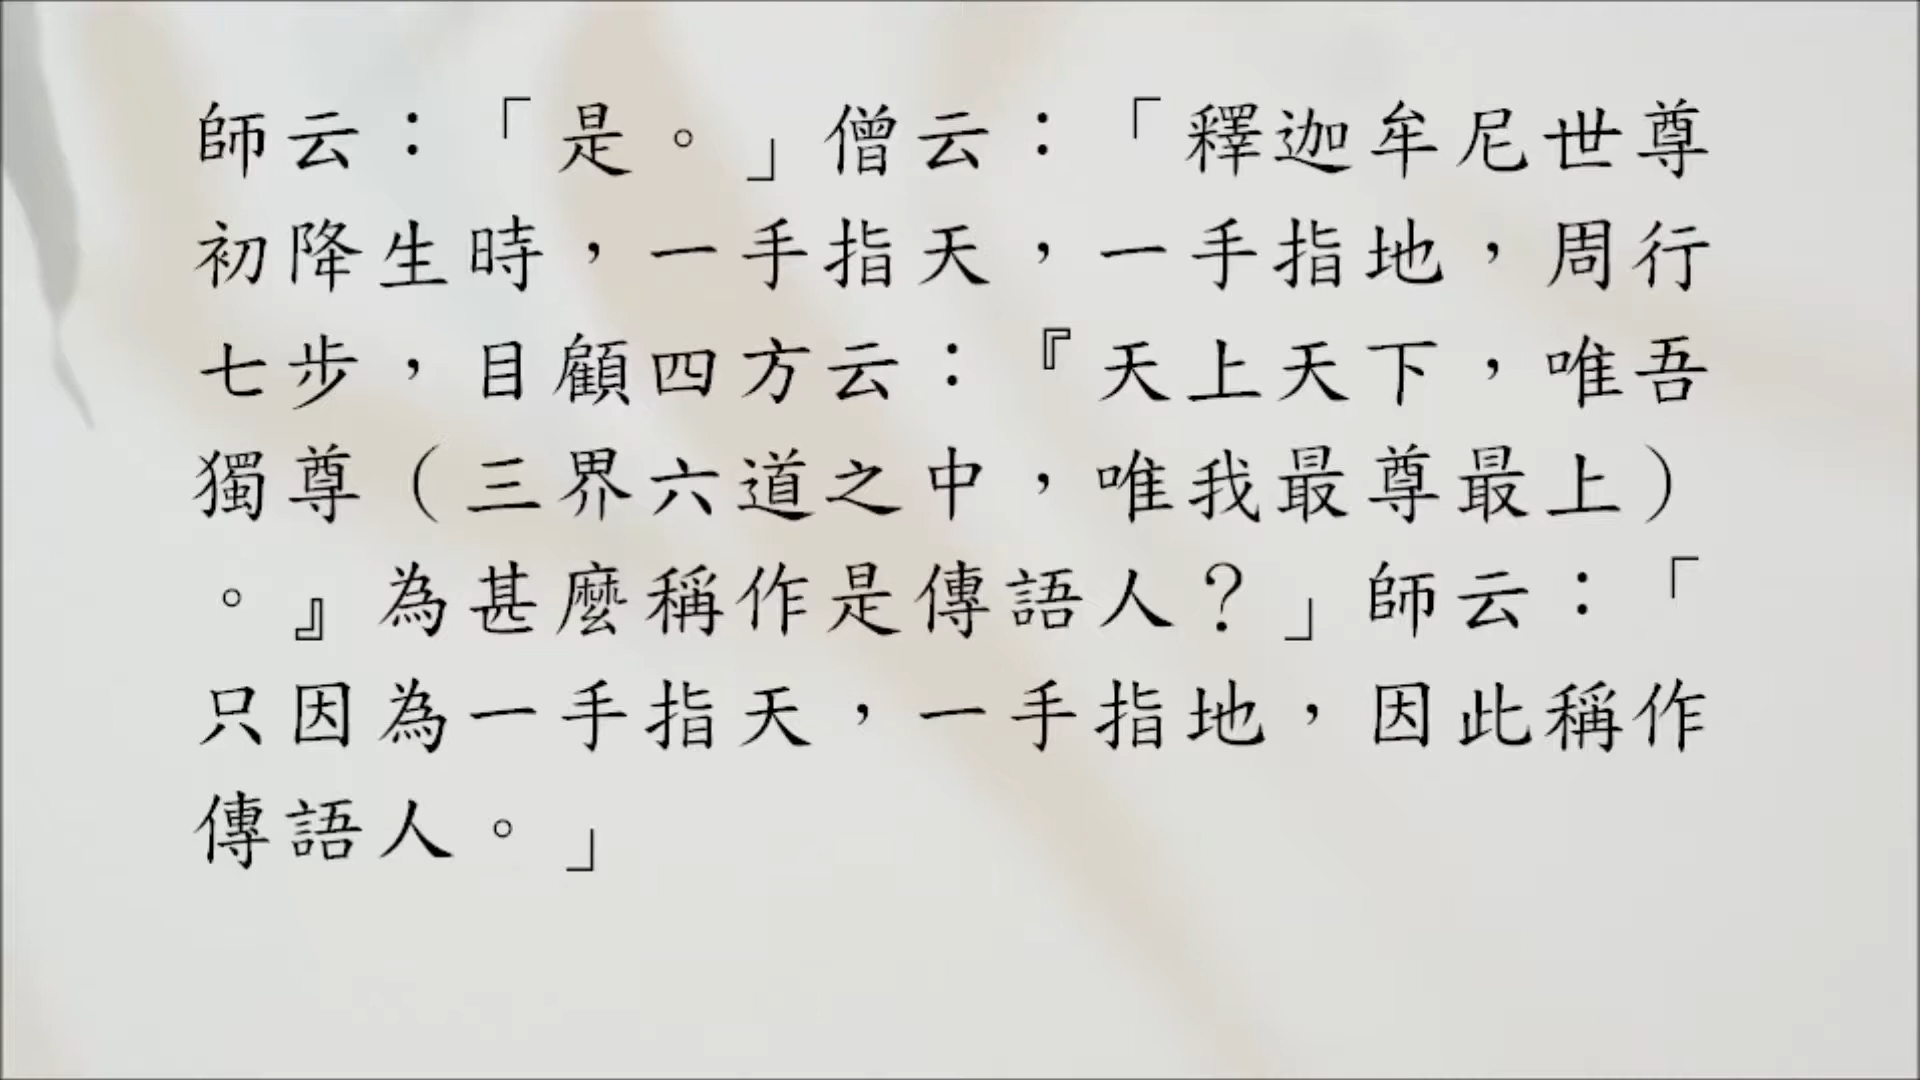 師云：「是。」僧云：「釋迦牟尼世尊
初降生時，一手指天，一手指地，周行
七步，目顧四方云：『天上天下，唯吾
獨尊（三界六道之中，唯我最尊最上）
。』為甚麼稱作是傳語人？」師云：「
只因為一手指天，一手指地，因此稱作
傳語人。」